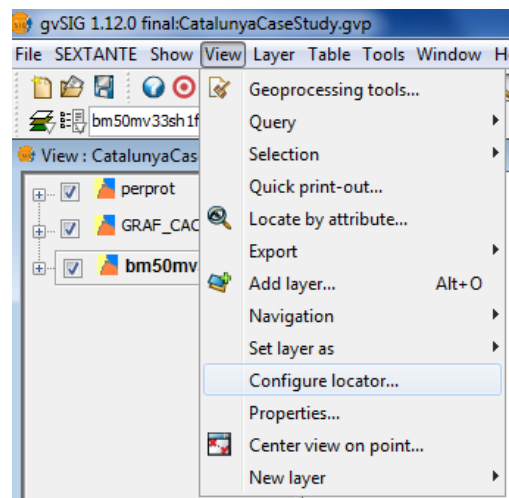 gvSIG 1.12.0 final:CatalunyaCaseStudy.gvp
File SEXTANTE Show View Layer Table Tools Window
bm50mv33sh1f
View : CatalunyaCas
perprot
GRAF_CAC
bm50mv
Geoprocessing tools...
Query
Selection
Quick print-out...
Locate by attribute...
Export
Add layer... Alt+O
Navigation
Set layer as
Configure locator...
Properties...
Center view on point...
New layer